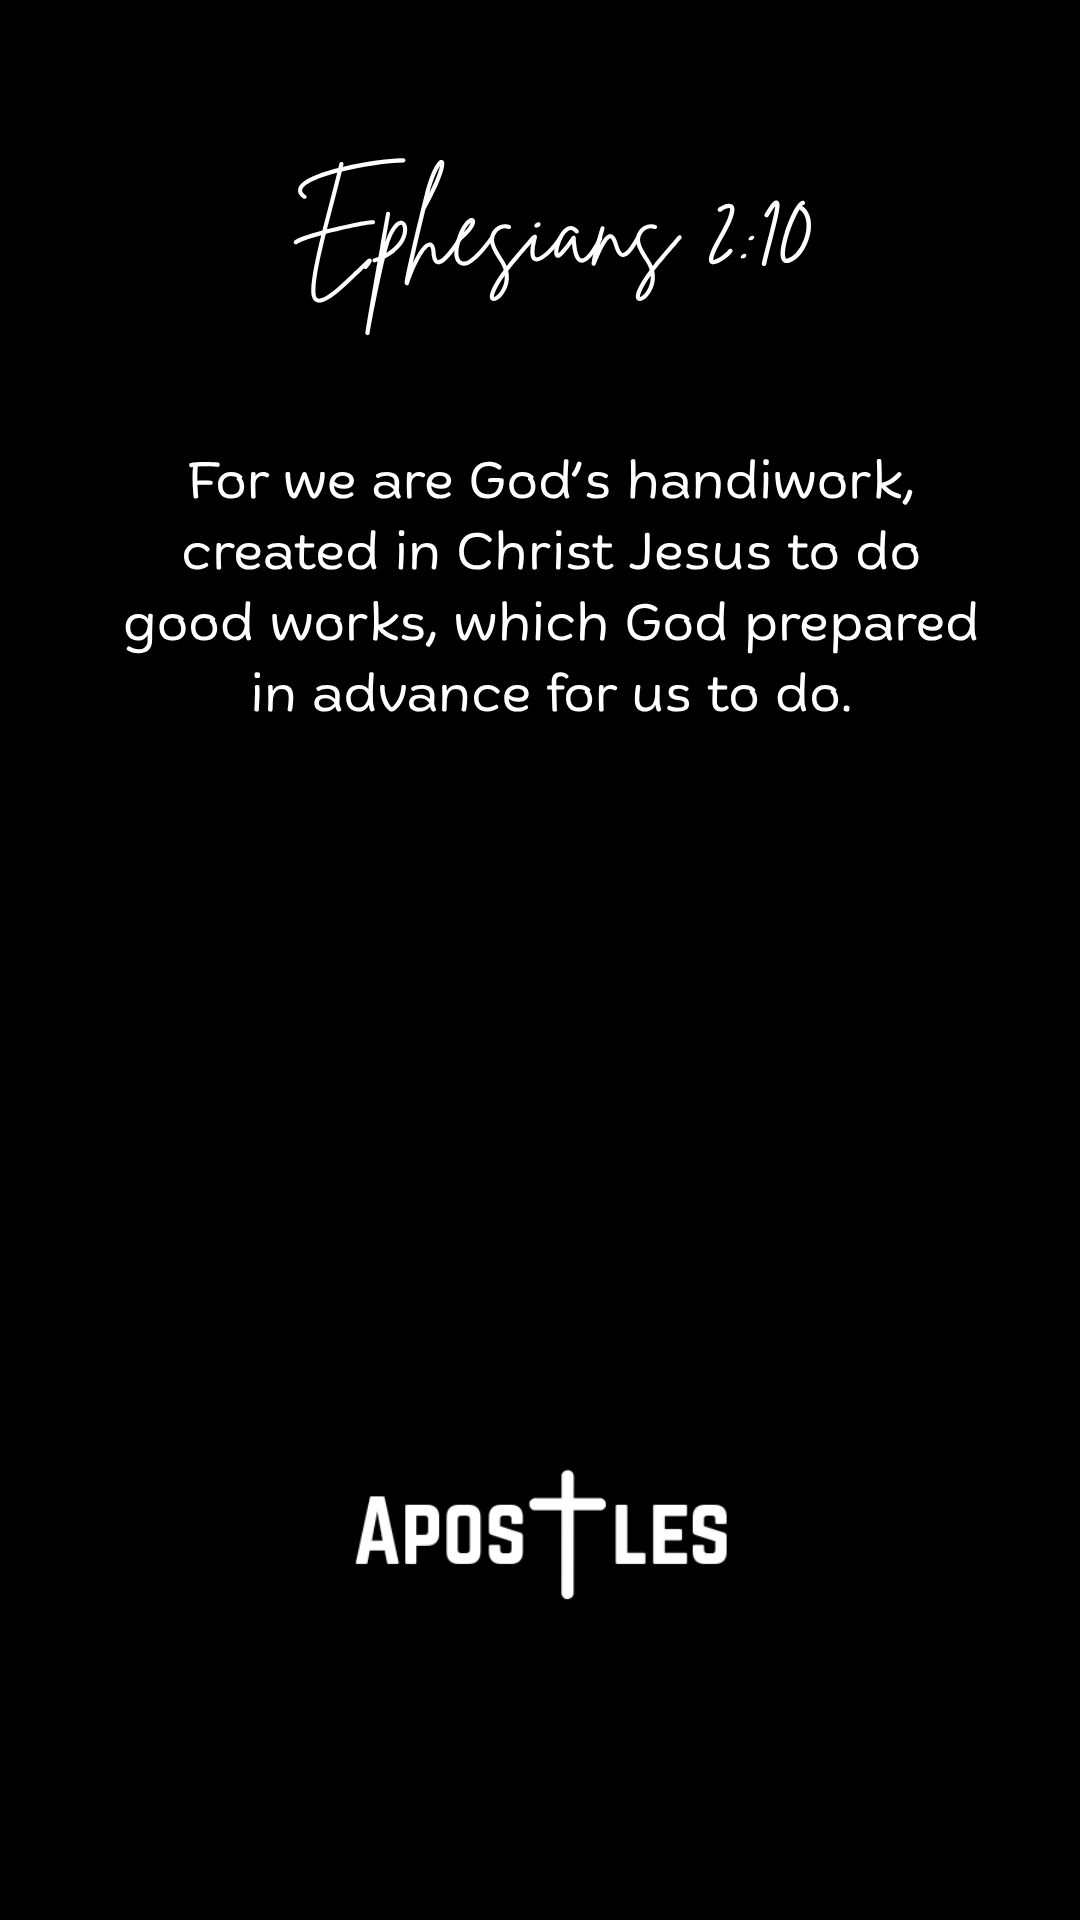 Ephesians 2:10
For we are God’s handiwork,
created in Christ Jesus to do
good works, which God prepared
in advance for us to do.
APOSTLES